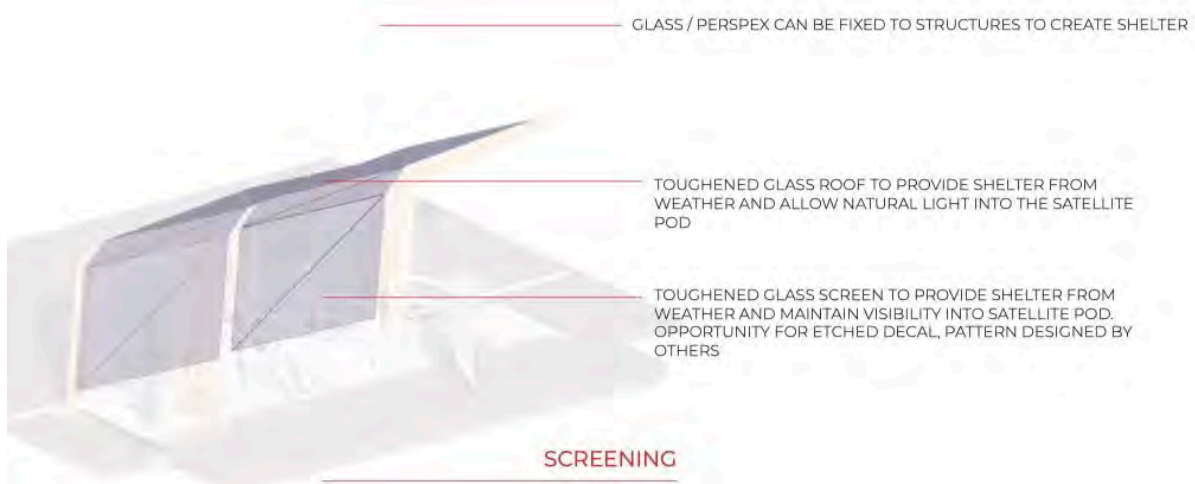 GLASS / PERSPEX CAN BE FIXED TO STRUCTURES TO CREATE SHELTER
TOUGHENED GLASS ROOF TO PROVIDE SHELTER FROM
WEATHER AND ALLOW NATURAL LIGHT INTO THE SATELLITE
POD
TOUGHENED GLASS SCREEN TO PROVIDE SHELTER FROM
WEATHER AND MAINTAIN VISIBILITY INTO SATELLITE POD.
OPPORTUNITY FOR ETCHED DECAL, PATTERN DESIGNED BY
OTHERS
SCREENING